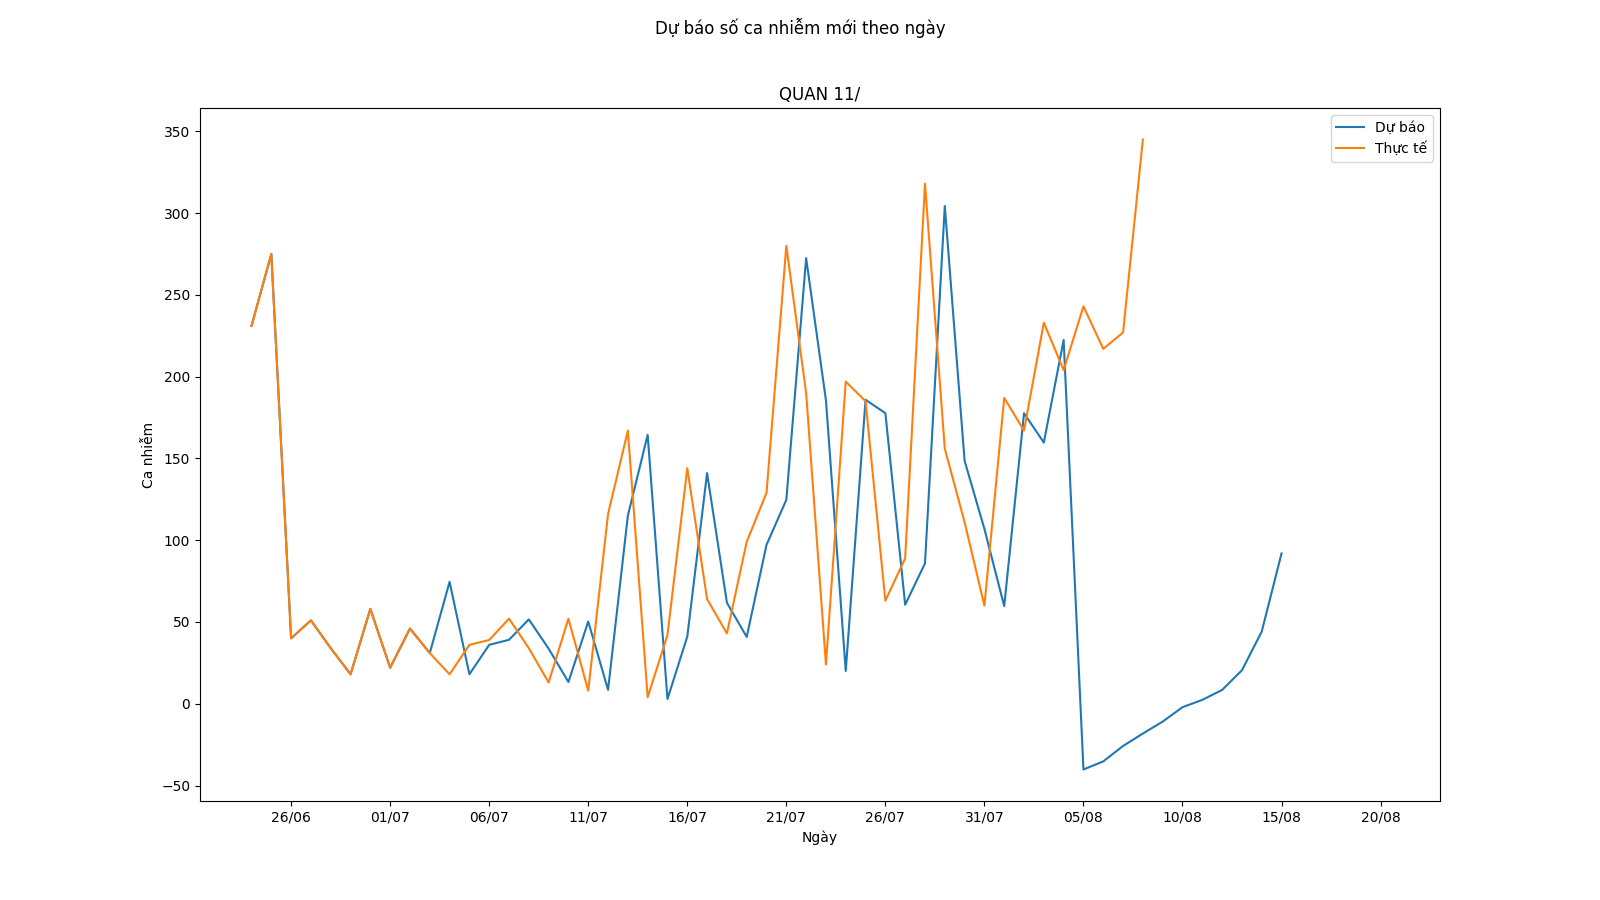 Dự báo số ca nhiễm mới theo ngày
QUAN 11/
Dự báo
Thực tế
350
300
250
200
150
100
50
0
−50
Ca nhiễm
26/06 01/07 06/07 11/07 16/07 21/07 26/07 31/07 05/08 10/08 15/08 20/08
Ngày